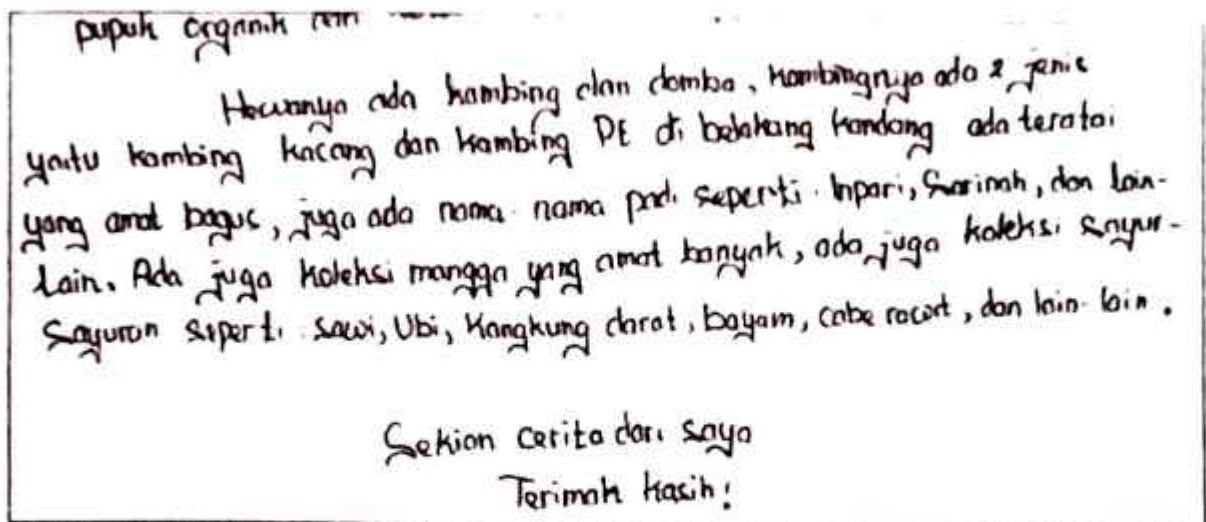 pupuk organik
Hewanya ada kambing dan domba, kambingnya ada 2 jenis
yaitu kambing kacang dan kambing PE di belakang kandang ada teratai
yang amat bagus, juga ada nama-nama padi seperti Inpari, Sarinah, dan lain-
lain. Ada juga koleksi mangga yang amat banyak, ada juga koleksi sayur-
sayuran seperti sawi, Ubi, Kangkung darat, bayam, cabe rawit, dan lain-lain.
Sekian cerita dari saya
Terimah kasih!